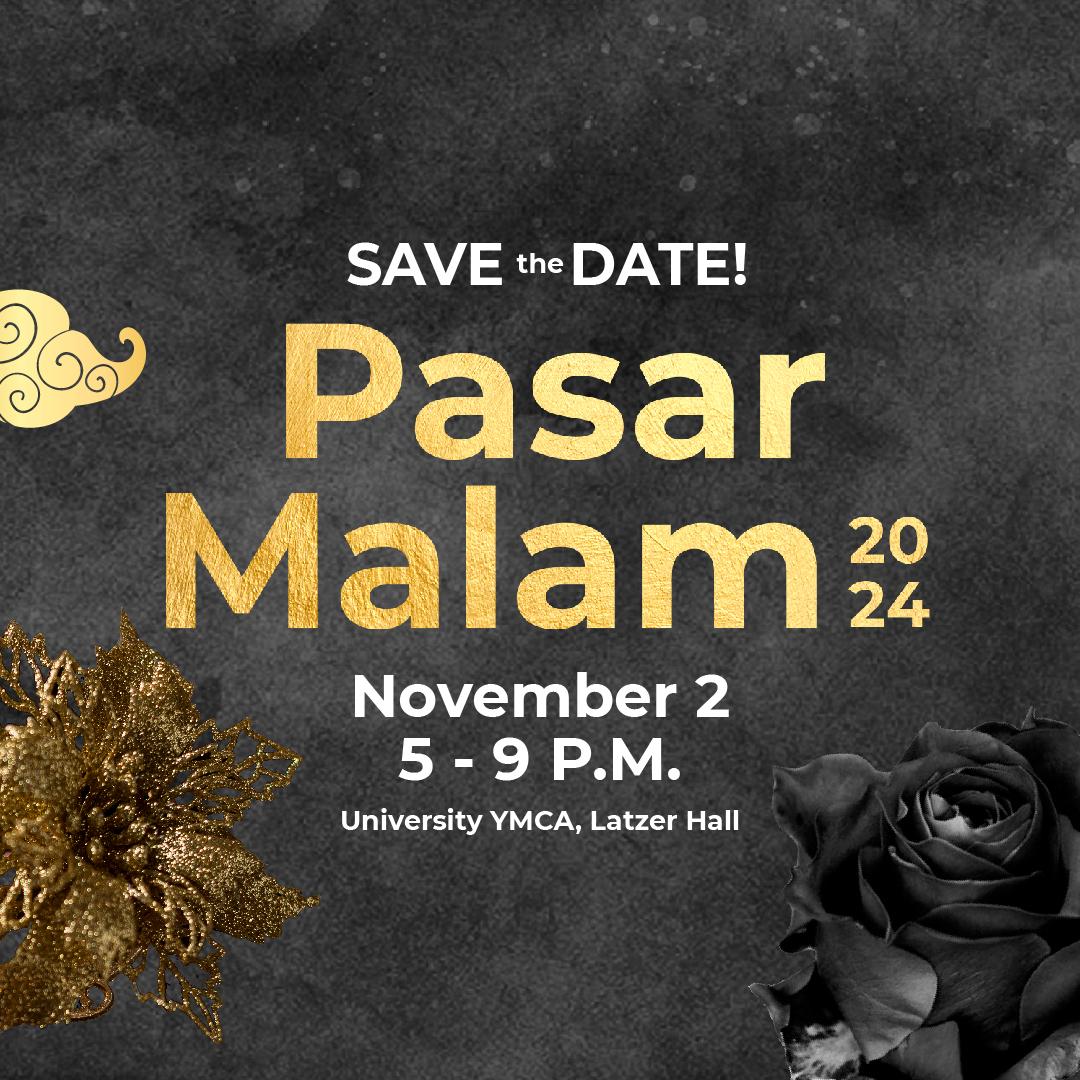 SAVE the DATE!
Pasar
Malam
20
24
November 2
5 - 9 P.M.
University YMCA, Latzer Hall